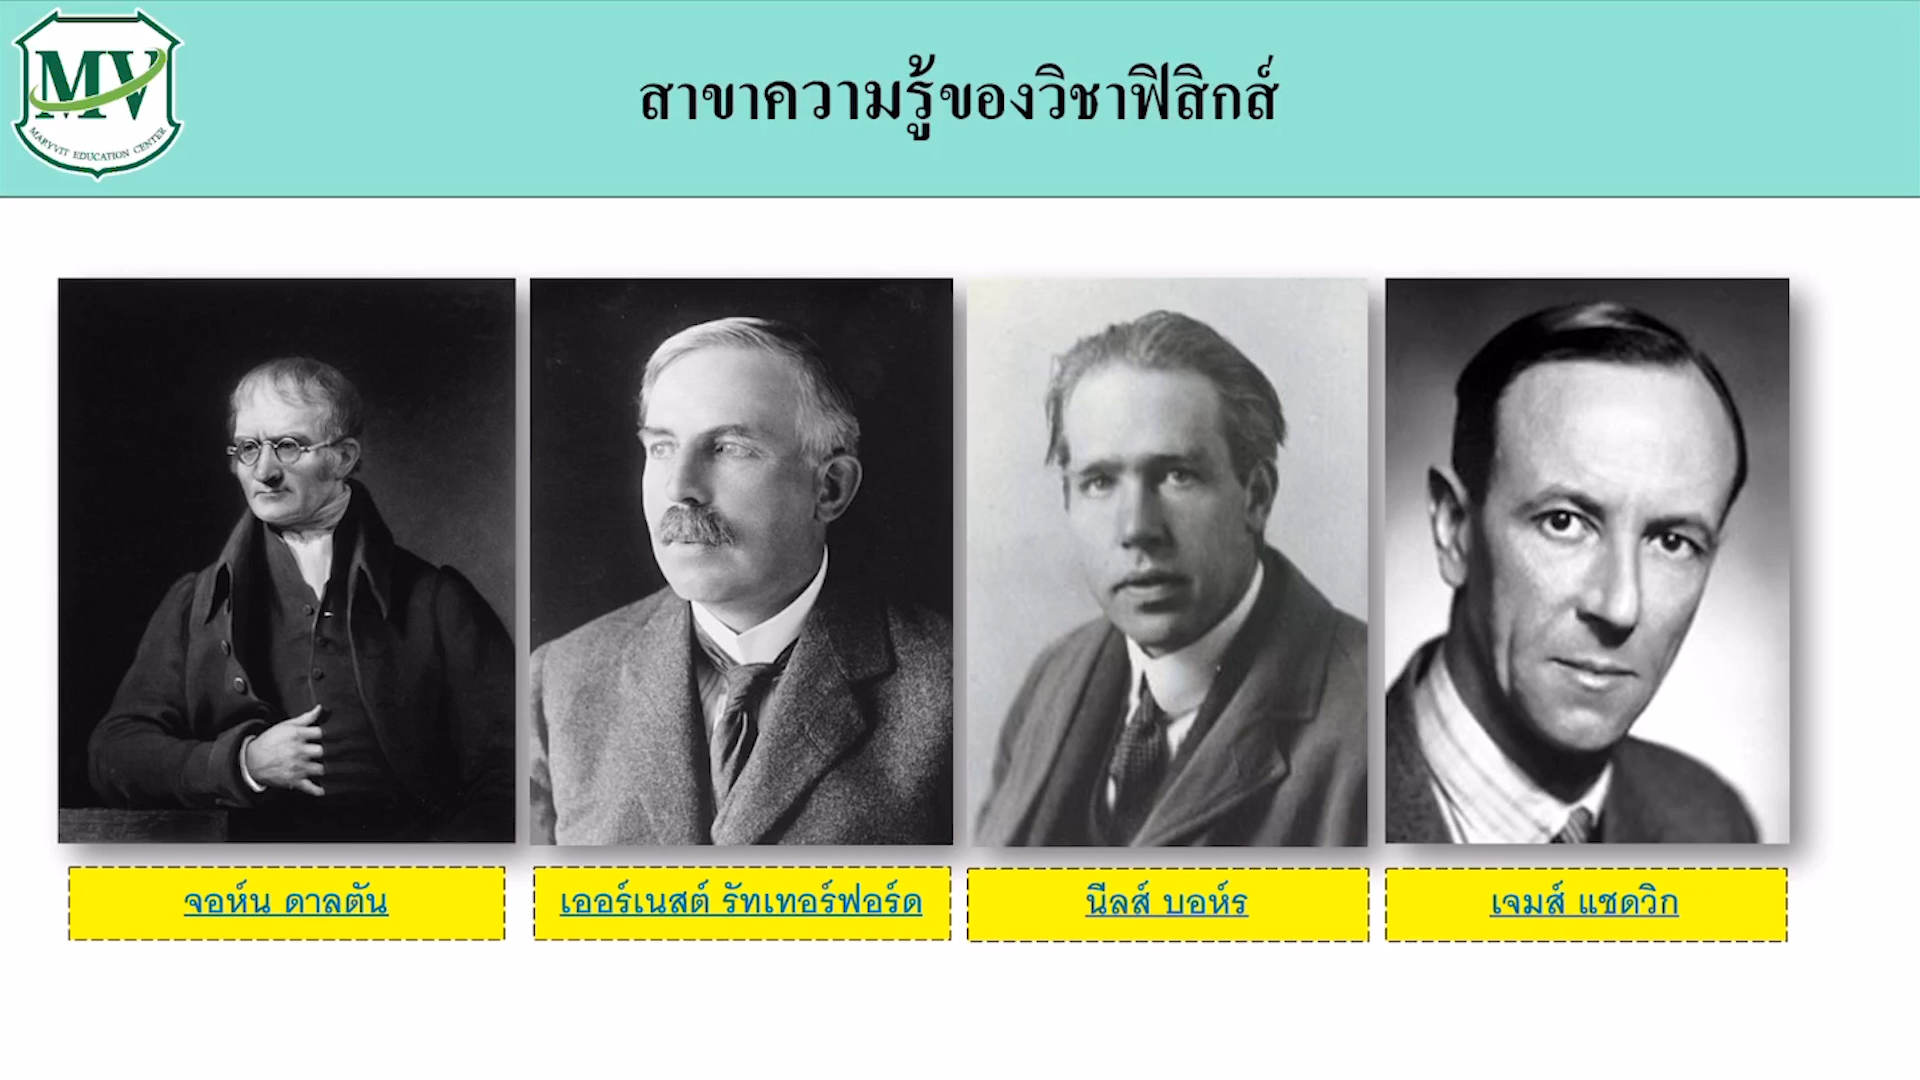 MV
MARYVIT EDUCATION CENTER
สาขาความรู้ของวิชาฟิสิกส์
จอห์น ดาลตัน
เออร์เนสต์ รัทเทอร์ฟอร์ด
นีลส์ บอห์ร
เจมส์ แชดวิก